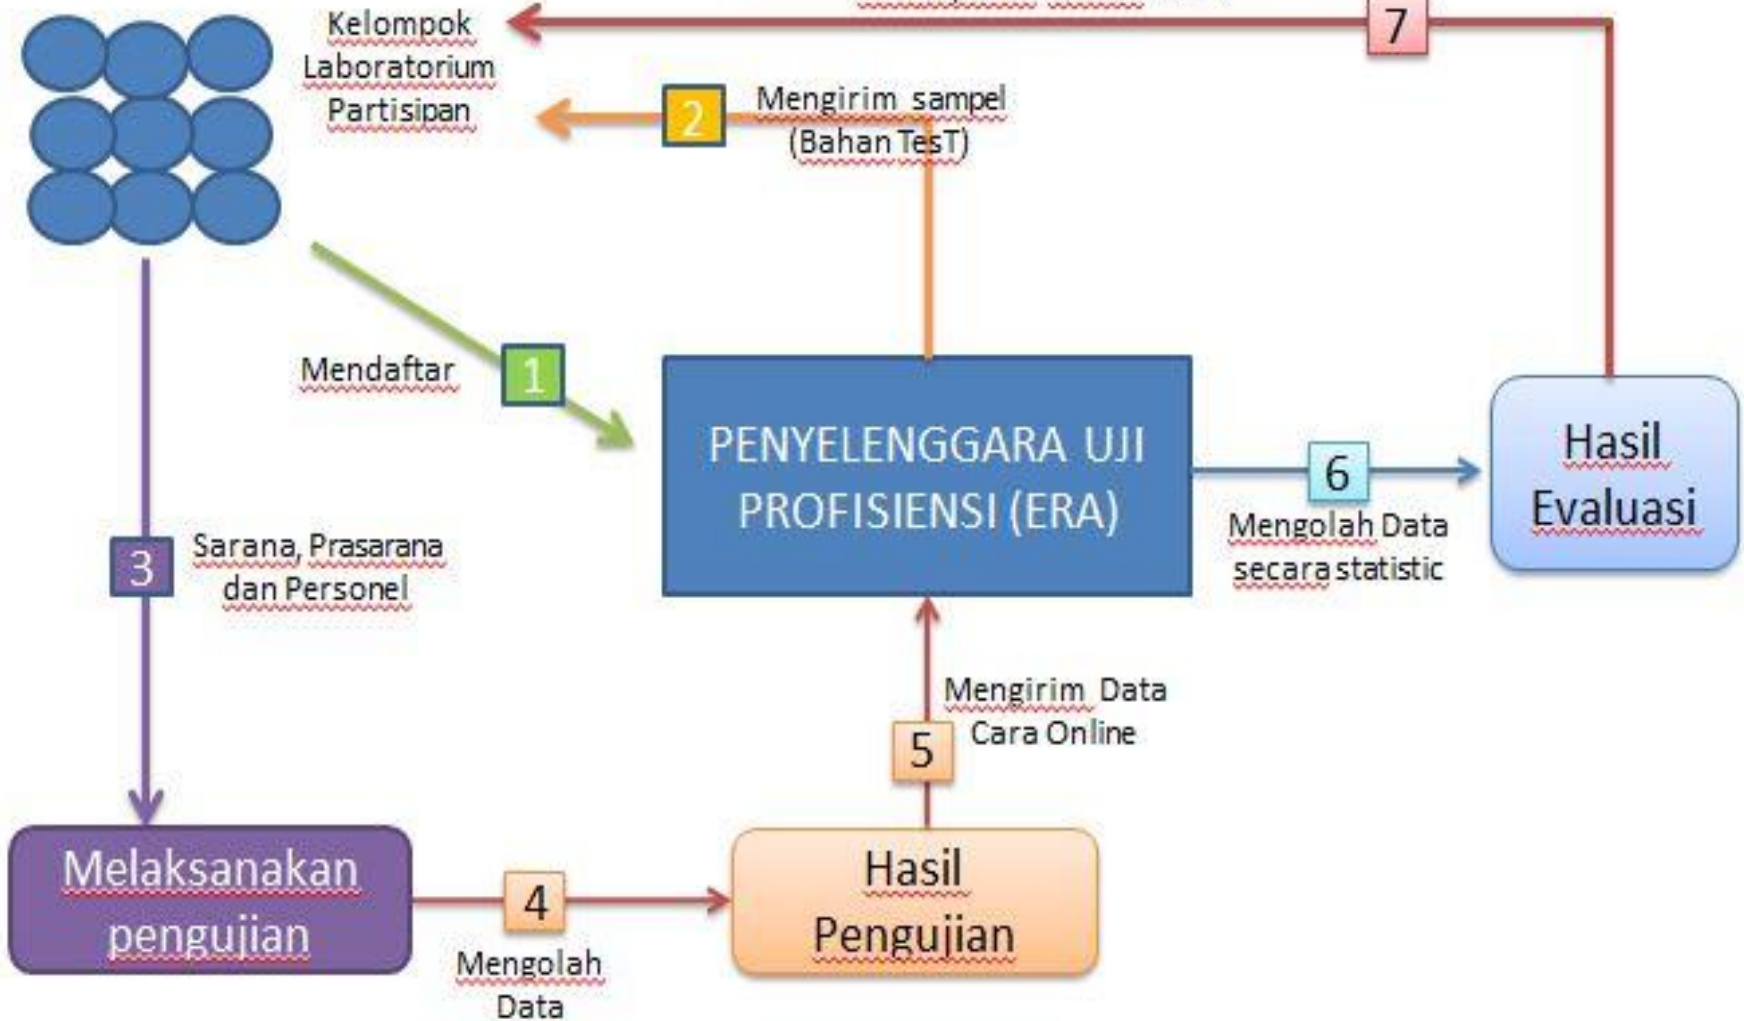 Kelompok
Laboratorium
Partisipan
7
2
Mengirim sampel
(Bahan TesT)
Mendaftar
1
PENYELENGGARA UJI
PROFISIENSI (ERA)
6
Mengolah Data
secara statistic
Hasil
Evaluasi
3
Sarana, Prasarana
dan Personel
Mengirim Data
Cara Online
5
Melaksanakan
pengujian
4
Mengolah
Data
Hasil
Pengujian